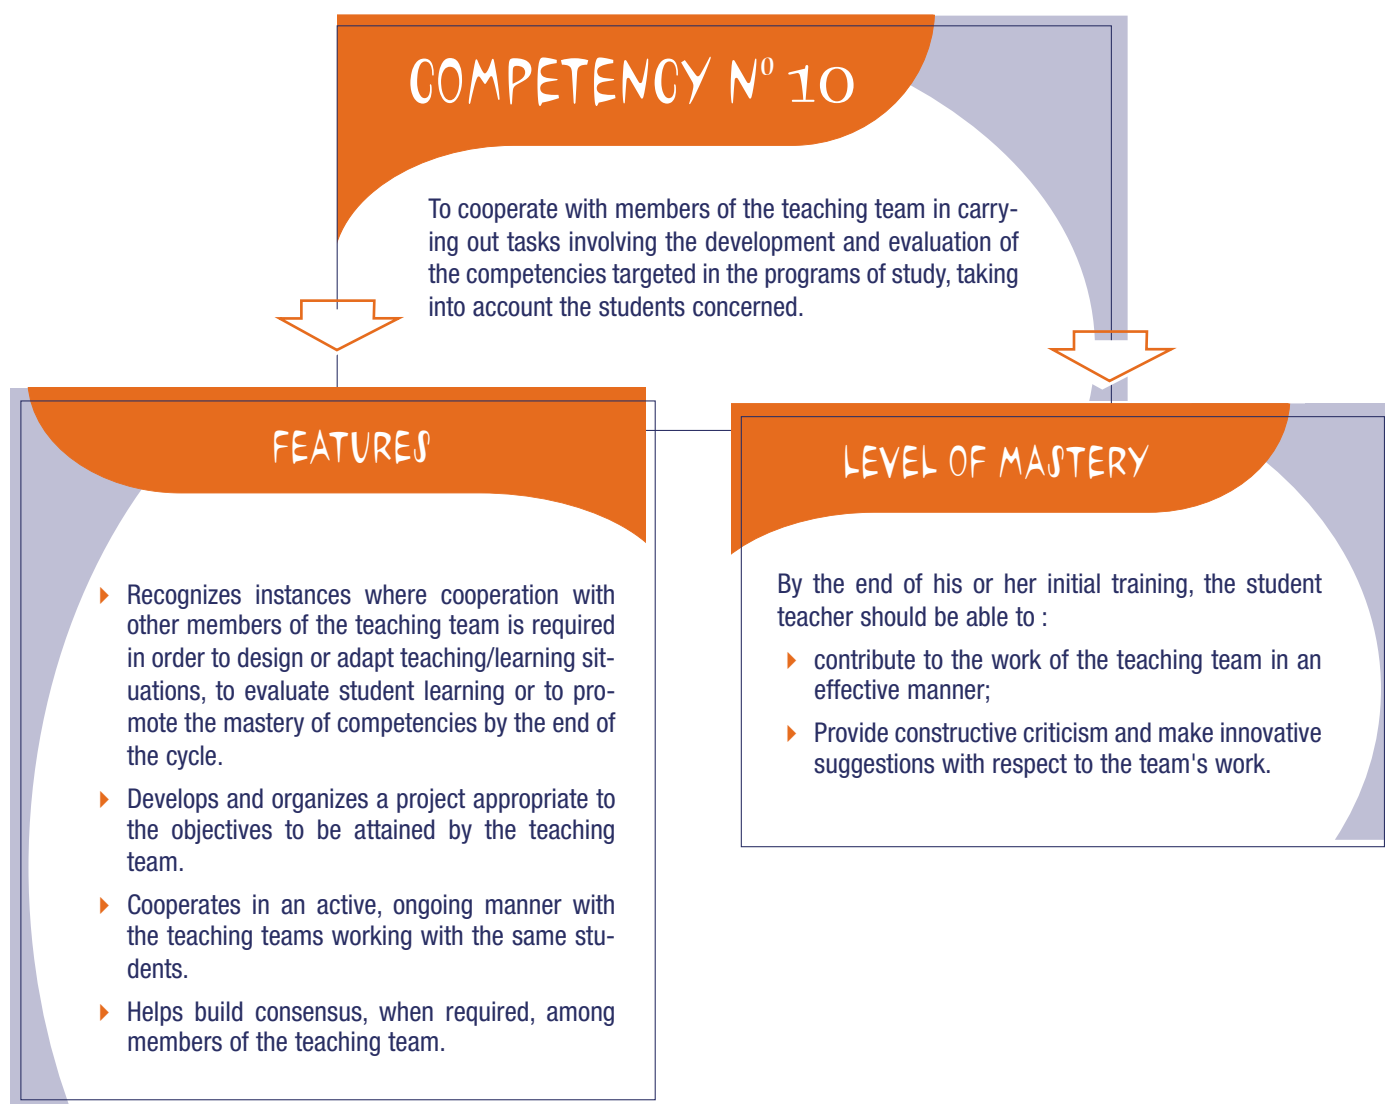 COMPETENCY Nº 10
To cooperate with members of the teaching team in carry-
ing out tasks involving the development and evaluation of
the competencies targeted in the programs of study, taking
into account the students concerned.
FEATURES
Recognizes instances where cooperation with
other members of the teaching team is required
in order to design or adapt teaching/learning sit-
uations, to evaluate student learning or to pro-
mote the mastery of competencies by the end of
the cycle.
Develops and organizes a project appropriate to
the objectives to be attained by the teaching
team.
Cooperates in an active, ongoing manner with
the teaching teams working with the same stu-
dents.
Helps build consensus, when required, among
members of the teaching team.
LEVEL OF MASTERY
By the end of his or her initial training, the student
teacher should be able to :
contribute to the work of the teaching team in an
effective manner;
Provide constructive criticism and make innovative
suggestions with respect to the team's work.